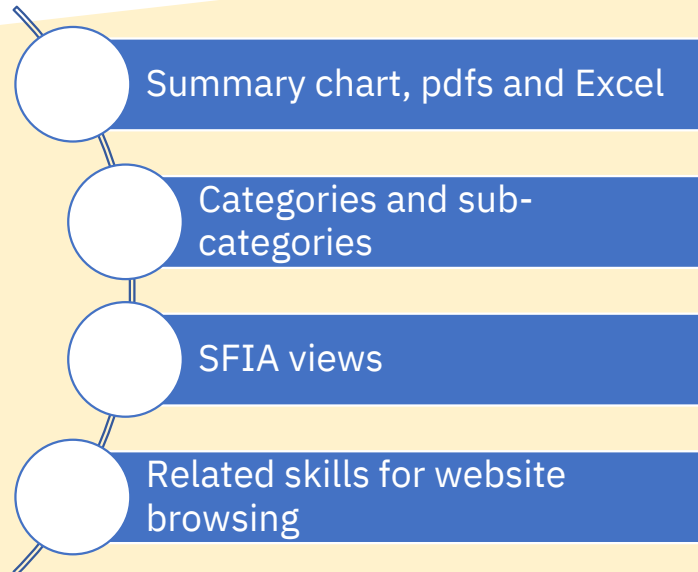 Summary chart, pdfs and Excel
Categories and sub-
categories
SFIA views
Related skills for website
browsing